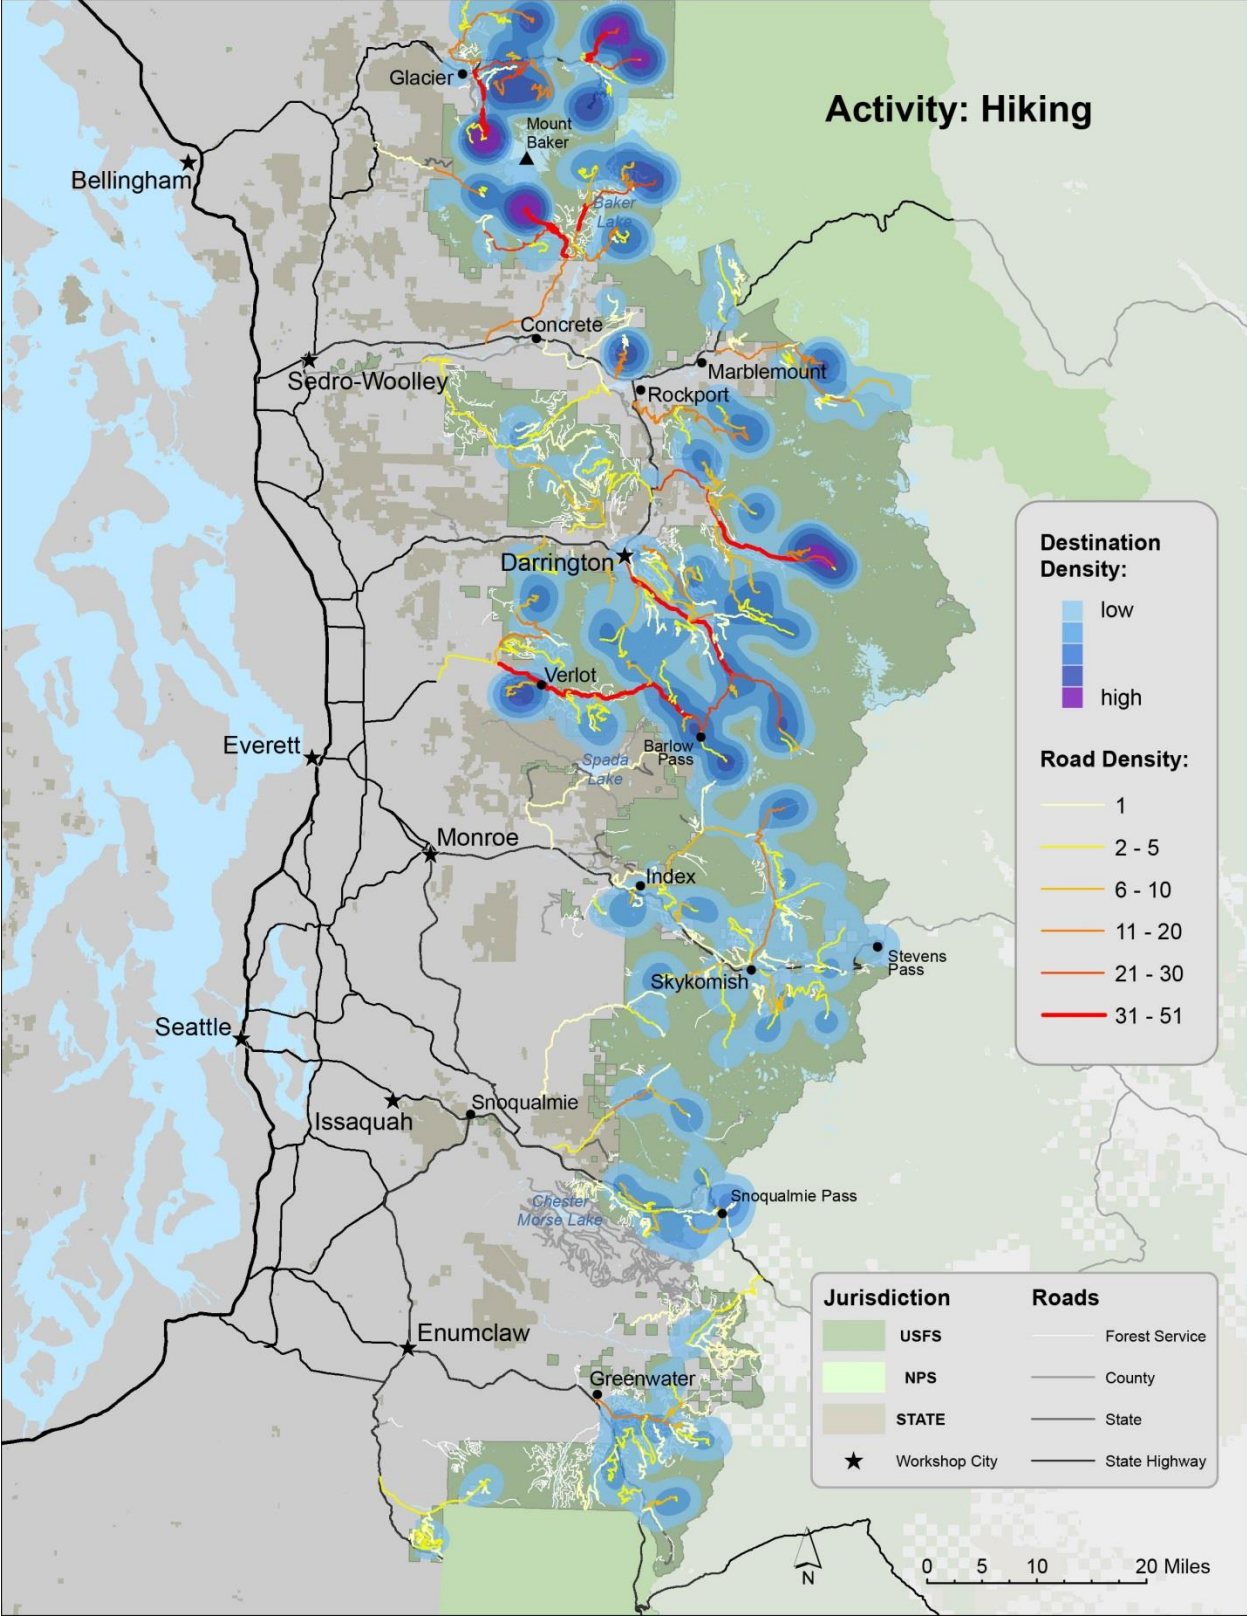 Activity: Hiking
Glacier
Mount
Baker
Bellingham
Baker
Lake
Concrete
Sedro-Woolley
Marblemount
Rockport
Darrington
Verlot
Barlow
Pass
Everett
Spada
Lake
Monroe
Index
Stevens
Pass
Skykomish
Seattle
Issaquah
Snoqualmie
Chester
Morse Lake
Snoqualmie Pass
Enumclaw
Greenwater
Destination
Density:
low
high
Road Density:
1
2 - 5
6 - 10
11 - 20
21 - 30
31 - 51
Jurisdiction
USFS
NPS
STATE
Workshop City
Roads
Forest Service
County
State
State Highway
N
0 5 10 20 Miles